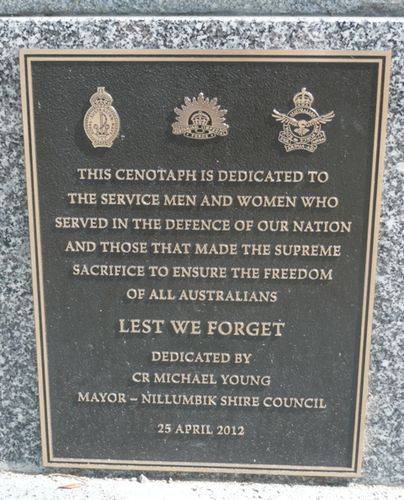 THIS CENOTAPH IS DEDICATED TO
THE SERVICE MEN AND WOMEN WHO
SERVED IN THE DEFENCE OF OUR NATION
AND THOSE THAT MADE THE SUPREME
SACRIFICE TO ENSURE THE FREEDOM
OF ALL AUSTRALIANS
LEST WE FORGET
DEDICATED BY
CR MICHAEL YOUNG
MAYOR – NILLUMBIK SHIRE COUNCIL
25 APRIL 2012